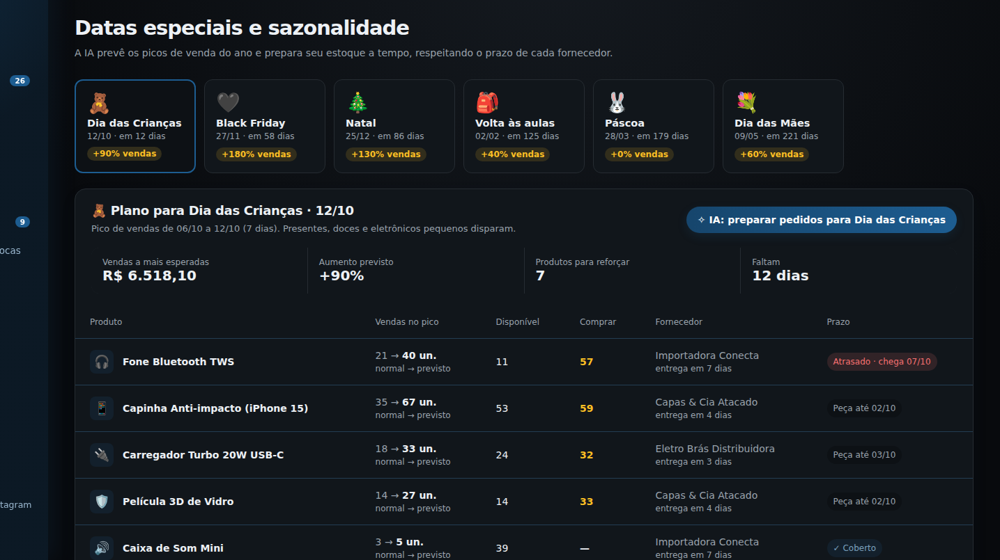 Datas especiais e sazonalidade
A IA prevê os picos de venda do ano e prepara seu estoque a tempo, respeitando o prazo de cada fornecedor.
26
9
ocas
tagram
Dia das Crianças
12/10 · em 12 dias
+90% vendas
Black Friday
27/11 · em 58 dias
+180% vendas
Natal
25/12 · em 86 dias
+130% vendas
Volta às aulas
02/02 · em 125 dias
+40% vendas
Páscoa
28/03 · em 179 dias
+0% vendas
Dia das Mães
09/05 · em 221 dias
+60% vendas
Plano para Dia das Crianças · 12/10
Pico de vendas de 06/10 a 12/10 (7 dias). Presentes, doces e eletrônicos pequenos disparam.
✧ IA: preparar pedidos para Dia das Crianças
Vendas a mais esperadas
R$ 6.518,10
Aumento previsto
+90%
Produtos para reforçar
7
Faltam
12 dias
Produto Vendas no pico Disponível Comprar Fornecedor Prazo
Fone Bluetooth TWS
21 → 40 un.
normal → previsto
11
57
Importadora Conecta
entrega em 7 dias
Atrasado · chega 07/10
Capinha Anti-impacto (iPhone 15)
35 → 67 un.
normal → previsto
53
59
Capas & Cia Atacado
entrega em 4 dias
Peça até 02/10
Carregador Turbo 20W USB-C
18 → 33 un.
normal → previsto
24
32
Eletro Brás Distribuidora
entrega em 3 dias
Peça até 03/10
Película 3D de Vidro
14 → 27 un.
normal → previsto
14
33
Capas & Cia Atacado
entrega em 4 dias
Peça até 02/10
Caixa de Som Mini
3 → 5 un.
normal → previsto
39
—
Importadora Conecta
entrega em 7 dias
✓ Coberto